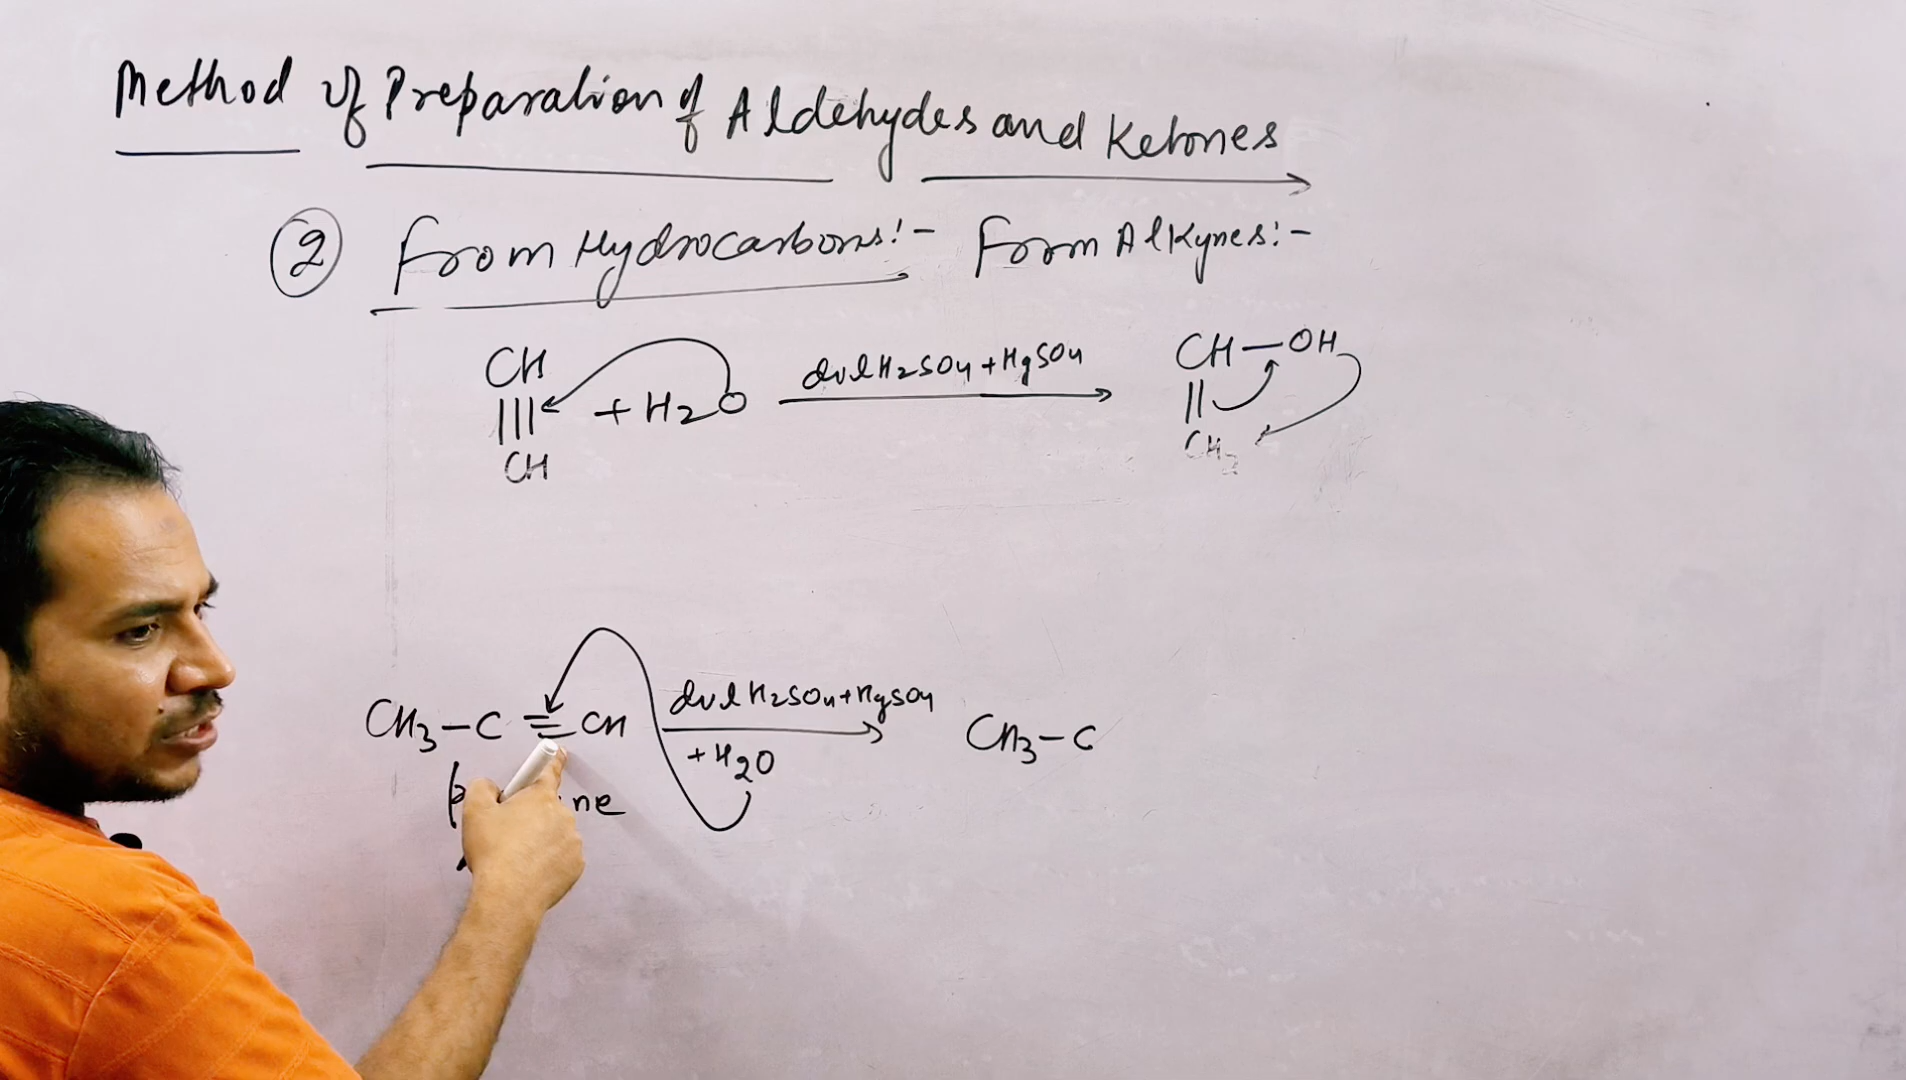 Method of Preparation of Aldehydes and Ketones
② From Hydrocarbons:- From Alkynes:-
CH ≡ CH + H2O dil H2SO4 + HgSO4 → CH—OH || CH2
CH3–C≡CH dil H2SO4+HgSO4 +H2O → CH3–C